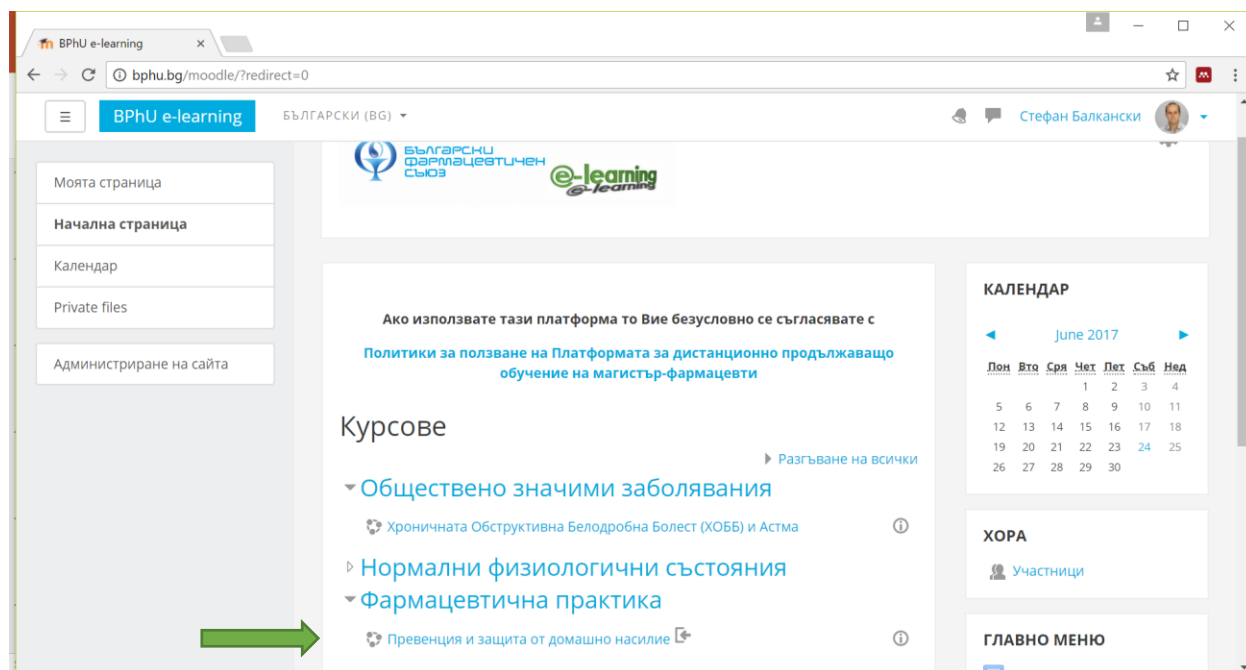 BPhU e-learning
bphu.bg/moodle/?redirect=0
BPhU e-learning
БЪЛГАРСКИ (BG)
Стефан Балкански
Моята страница
Начална страница
Календар
Private files
Администриране на сайта
БЪЛГАРСКИ
ФАРМАЦЕВТИЧЕН
СЪЮЗ
e-learning
e-learning
Ако използвате тази платформа то Вие безусловно се съгласявате с
Политики за ползване на Платформата за дистанционно продължаващо
обучение на магистър-фармацевти
Курсове
Разгъване на всички
Обществено значими заболявания
Хроничната Обструктивна Белодробна Болест (ХОББ) и Астма
Нормални физиологични състояния
Фармацевтична практика
Превенция и защита от домашно насилие
КАЛЕНДАР
June 2017
Пон Вто Сря Чет Пет Съб Нед
1 2 3 4
5 6 7 8 9 10 11
12 13 14 15 16 17 18
19 20 21 22 23 24 25
26 27 28 29 30
ХОРА
Участници
ГЛАВНО МЕНЮ